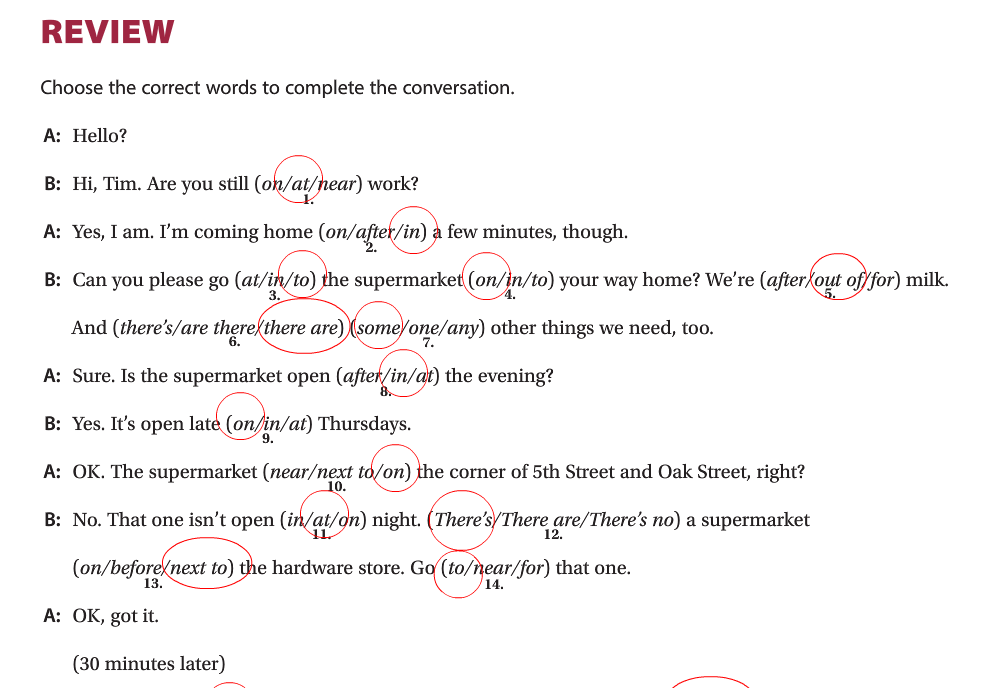 REVIEW
Choose the correct words to complete the conversation.
A: Hello?
B: Hi, Tim. Are you still (on/at/near) work?
1.
A: Yes, I am. I’m coming home (on/after/in) a few minutes, though.
2.
B: Can you please go (at/in/to) the supermarket (on/in/to) your way home? We’re (after/out of/for) milk.
3. 4. 5.
And (there’s/are there/there are) (some/one/any) other things we need, too.
6. 7.
A: Sure. Is the supermarket open (after/in/at) the evening?
8.
B: Yes. It’s open late (on/in/at) Thursdays.
9.
A: OK. The supermarket (near/next to/on) the corner of 5th Street and Oak Street, right?
10.
B: No. That one isn’t open (in/at/on) night. (There’s/There are/There’s no) a supermarket
11. 12.
(on/before/next to) the hardware store. Go (to/near/for) that one.
13. 14.
A: OK, got it.
(30 minutes later)